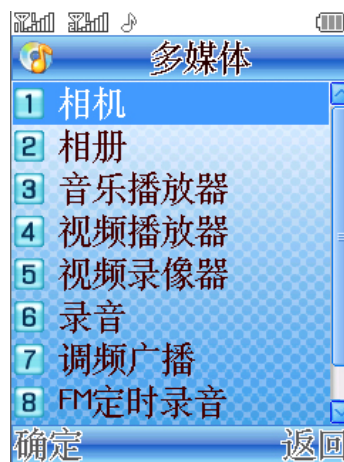 多媒体
1 相机
2 相册
3 音乐播放器
4 视频播放器
5 视频录像器
6 录音
7 调频广播
8 FM定时录音
确定 返回